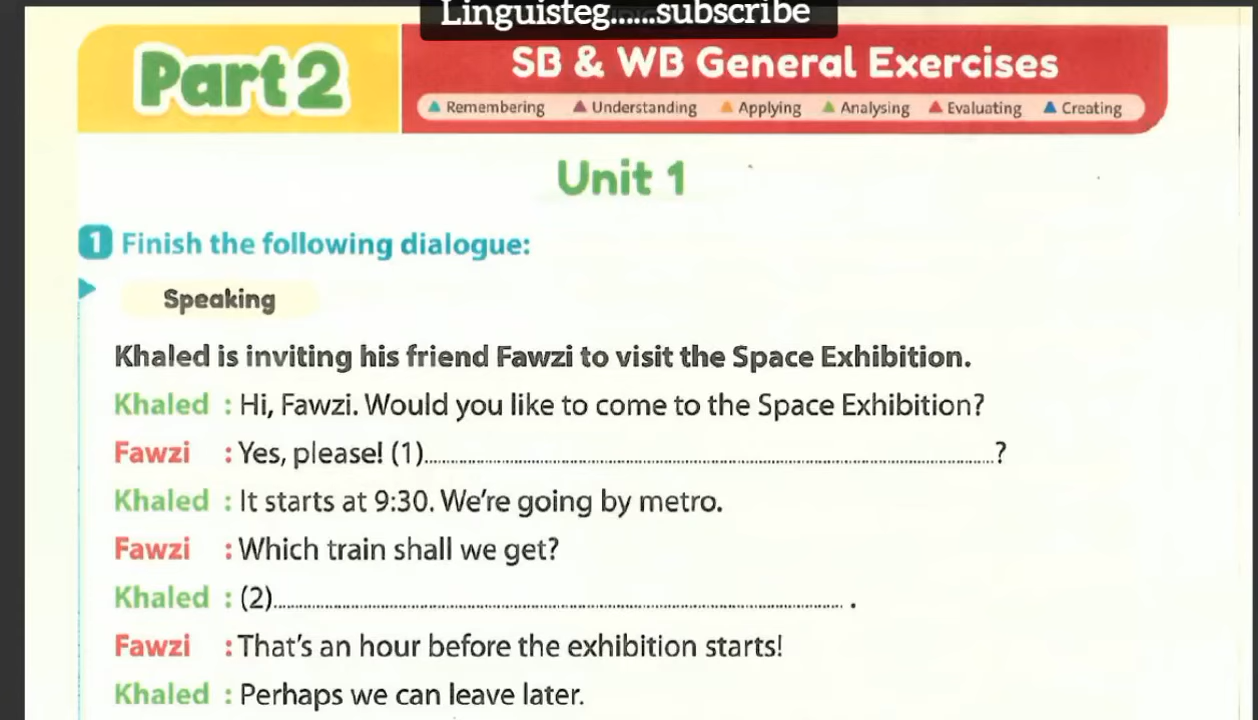 Linguisteg......subscribe
Part 2
SB & WB General Exercises
Remembering Understanding Applying Analysing Evaluating Creating
Unit 1
1 Finish the following dialogue:
Speaking
Khaled is inviting his friend Fawzi to visit the Space Exhibition.
Khaled : Hi, Fawzi. Would you like to come to the Space Exhibition?
Fawzi : Yes, please! (1)..........................................................?
Khaled : It starts at 9:30. We're going by metro.
Fawzi : Which train shall we get?
Khaled : (2).......................................................... .
Fawzi : That's an hour before the exhibition starts!
Khaled : Perhaps we can leave later.